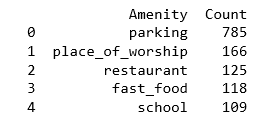 Amenity Count
0 parking 785
1 place_of_worship 166
2 restaurant 125
3 fast_food 118
4 school 109